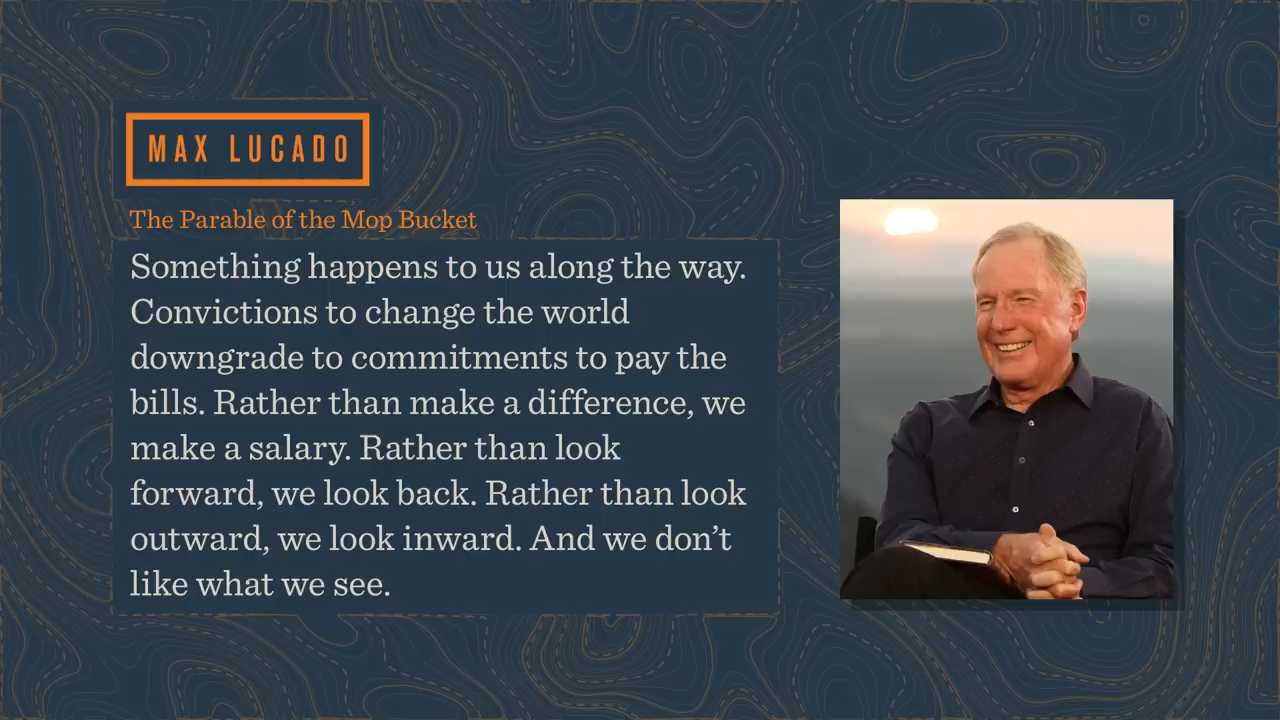 MAX LUCADO
The Parable of the Mop Bucket
Something happens to us along the way.
Convictions to change the world
downgrade to commitments to pay the
bills. Rather than make a difference, we
make a salary. Rather than look
forward, we look back. Rather than look
outward, we look inward. And we don’t
like what we see.